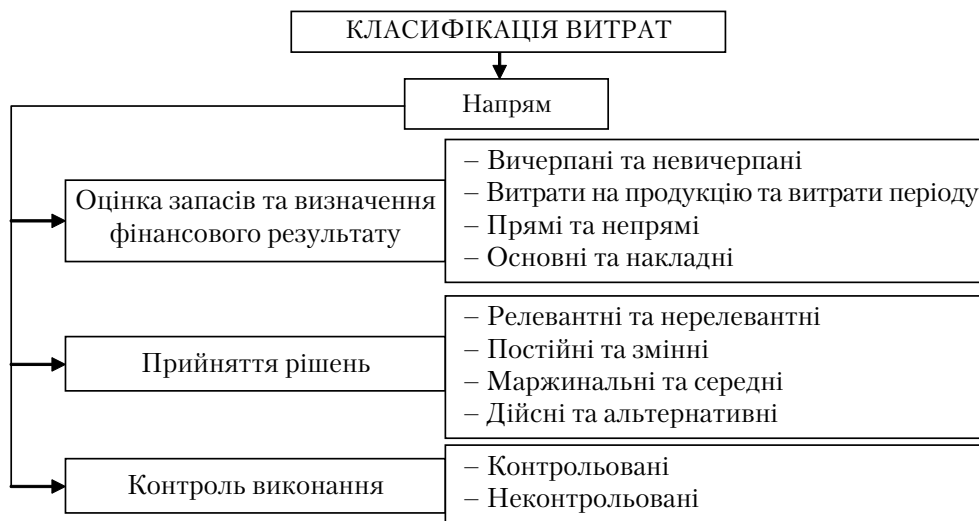 КЛАСИФІКАЦІЯ ВИТРАТ
Напрям
Оцінка запасів та визначення
фінансового результату
– Вичерпані та невичерпані
– Витрати на продукцію та витрати періоду
– Прямі та непрямі
– Основні та накладні
Прийняття рішень
– Релевантні та нерелевантні
– Постійні та змінні
– Маржинальні та середні
– Дійсні та альтернативні
Контроль виконання
– Контрольовані
– Неконтрольовані